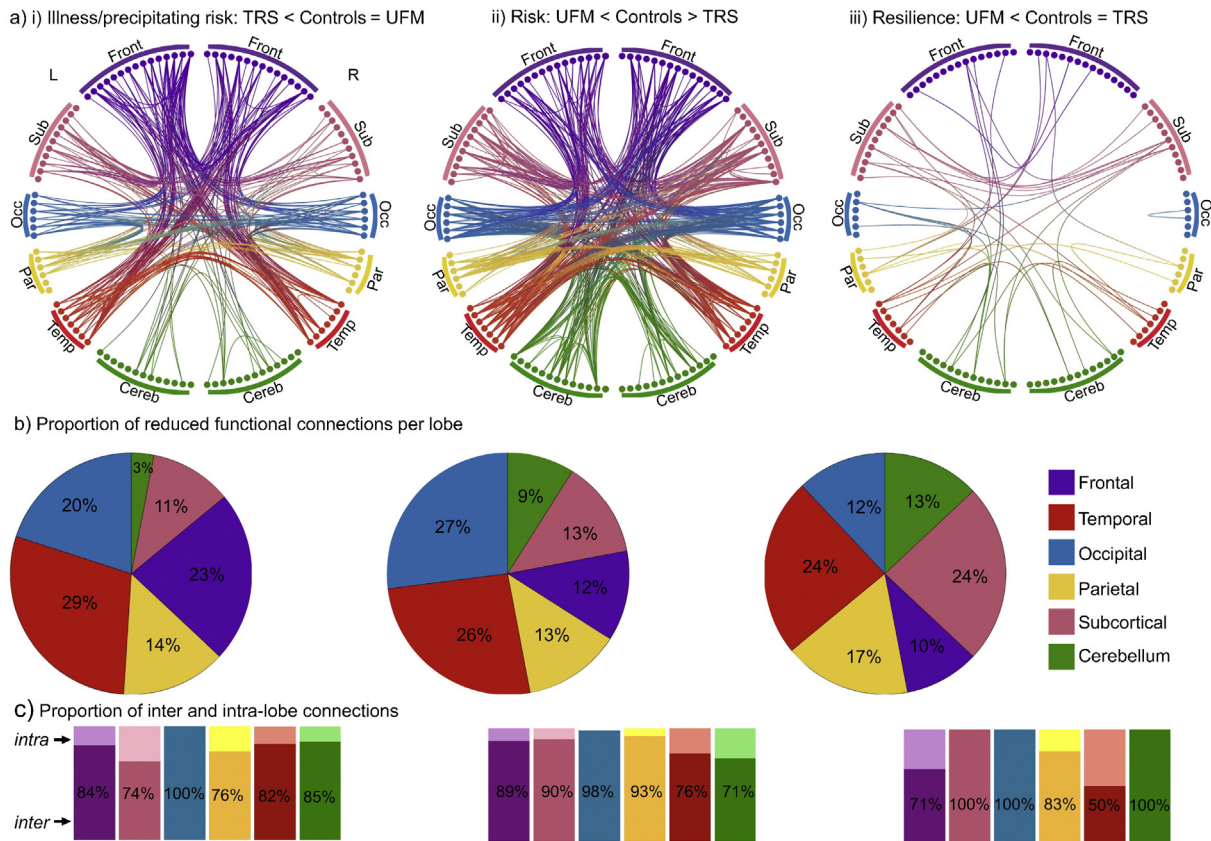 a) i) Illness/precipitating risk: TRS < Controls = UFM
ii) Risk: UFM < Controls > TRS
iii) Resilience: UFM < Controls = TRS
L
R
Front
Front
Sub
Sub
Occ
Occ
Par
Par
Temp
Temp
Cereb
Cereb
Front
Front
Sub
Sub
Occ
Occ
Par
Par
Temp
Temp
Cereb
Cereb
Front
Front
Sub
Sub
Occ
Occ
Par
Par
Temp
Temp
Cereb
Cereb
b) Proportion of reduced functional connections per lobe
3%
11%
23%
14%
29%
20%
9%
13%
12%
13%
26%
27%
13%
24%
10%
17%
24%
12%
Frontal
Temporal
Occipital
Parietal
Subcortical
Cerebellum
c) Proportion of inter and intra-lobe connections
intra
inter
84% 74% 100% 76% 82% 85%
89% 90% 98% 93% 76% 71%
71% 100% 100% 83% 50% 100%